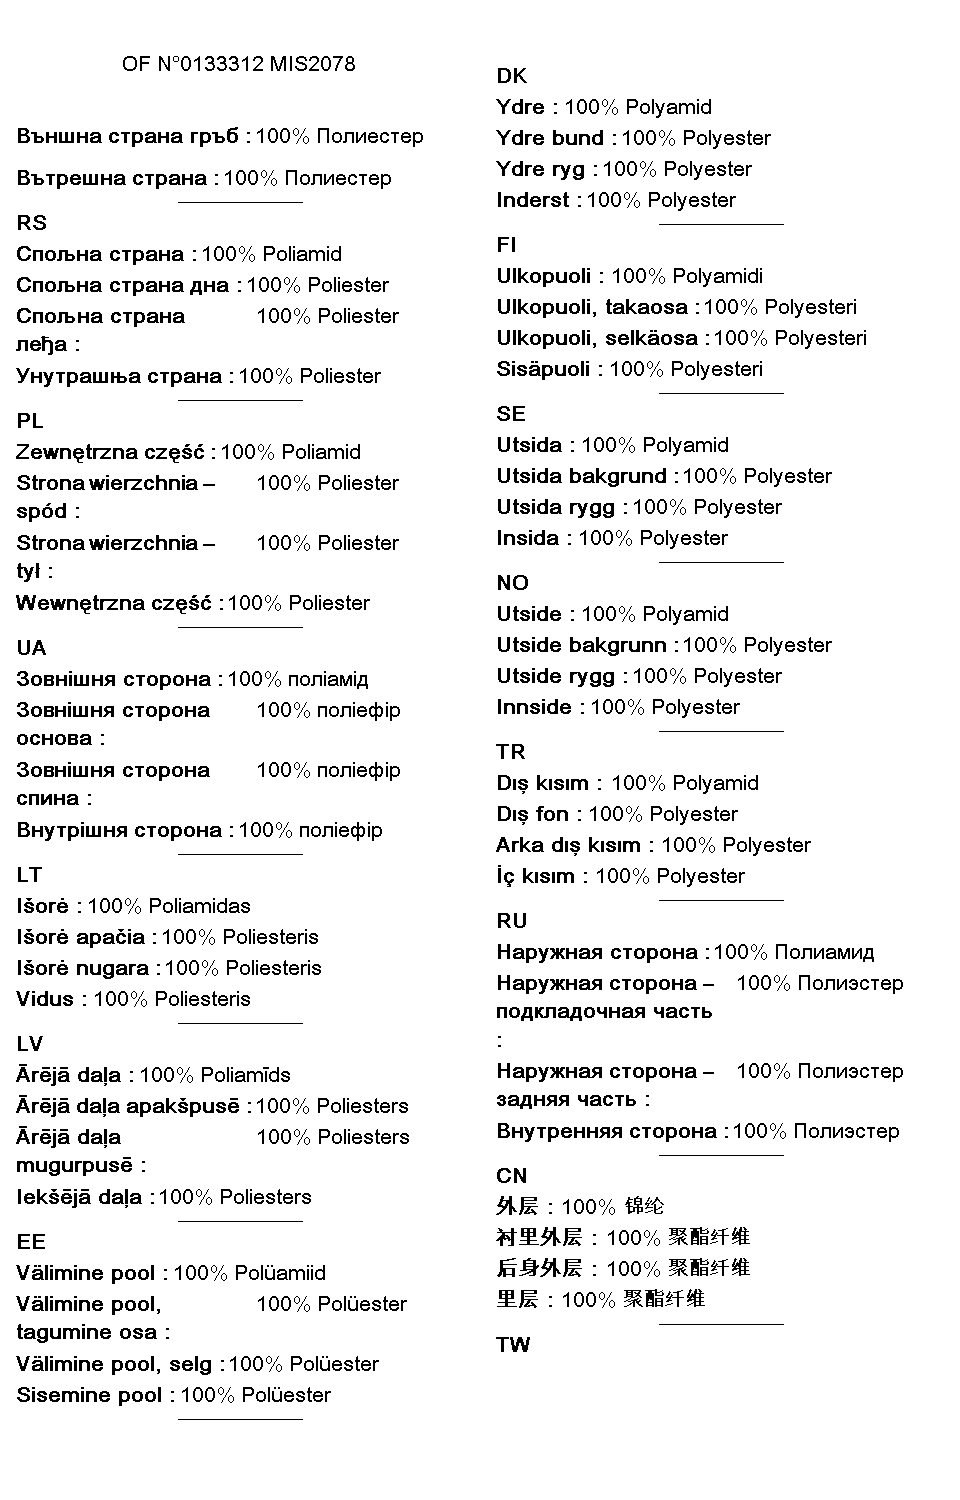 OF N°0133312 MIS2078
Външна страна гръб : 100% Полиестер
Вътрешна страна : 100% Полиестер
RS
Спољна страна : 100% Poliamid
Спољна страна дна : 100% Poliester
Спољна страна 100% Poliester
леђа :
Унутрашња страна : 100% Poliester
PL
Zewnętrzna część : 100% Poliamid
Strona wierzchnia – 100% Poliester
spód :
Strona wierzchnia – 100% Poliester
tył :
Wewnętrzna część : 100% Poliester
UA
Зовнішня сторона : 100% поліамід
Зовнішня сторона 100% поліефір
основа :
Зовнішня сторона 100% поліефір
спина :
Внутрішня сторона : 100% поліефір
LT
Išorė : 100% Poliamidas
Išorė apačia : 100% Poliesteris
Išorė nugara : 100% Poliesteris
Vidus : 100% Poliesteris
LV
Ārējā daļa : 100% Poliamīds
Ārējā daļa apakšpusē : 100% Poliesters
Ārējā daļa 100% Poliesters
mugurpusē :
Iekšējā daļa : 100% Poliesters
EE
Välimine pool : 100% Polüamiid
Välimine pool, 100% Polüester
tagumine osa :
Välimine pool, selg : 100% Polüester
Sisemine pool : 100% Polüester
DK
Ydre : 100% Polyamid
Ydre bund : 100% Polyester
Ydre ryg : 100% Polyester
Inderst : 100% Polyester
FI
Ulkopuoli : 100% Polyamidi
Ulkopuoli, takaosa : 100% Polyesteri
Ulkopuoli, selkäosa : 100% Polyesteri
Sisäpuoli : 100% Polyesteri
SE
Utsida : 100% Polyamid
Utsida bakgrund : 100% Polyester
Utsida rygg : 100% Polyester
Insida : 100% Polyester
NO
Utside : 100% Polyamid
Utside bakgrunn : 100% Polyester
Utside rygg : 100% Polyester
Innside : 100% Polyester
TR
Dış kısım : 100% Polyamid
Dış fon : 100% Polyester
Arka dış kısım : 100% Polyester
İç kısım : 100% Polyester
RU
Наружная сторона : 100% Полиамид
Наружная сторона – 100% Полиэстер
подкладочная часть
:
Наружная сторона – 100% Полиэстер
задняя часть :
Внутренняя сторона : 100% Полиэстер
CN
外层 : 100% 锦纶
衬里外层 : 100% 聚酯纤维
后身外层 : 100% 聚酯纤维
里层 : 100% 聚酯纤维
TW